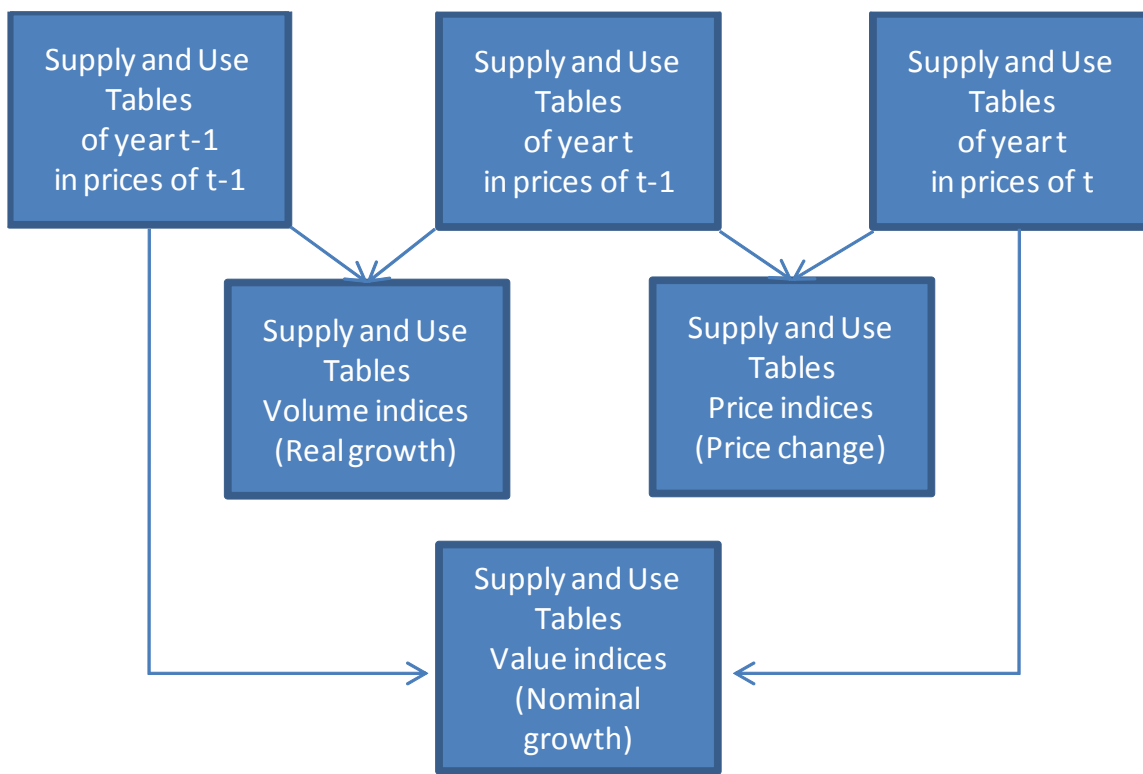 Supply and Use
Tables
of year t-1
in prices of t-1
Supply and Use
Tables
of year t
in prices of t-1
Supply and Use
Tables
of year t
in prices of t
Supply and Use
Tables
Volume indices
(Real growth)
Supply and Use
Tables
Price indices
(Price change)
Supply and Use
Tables
Value indices
(Nominal
growth)